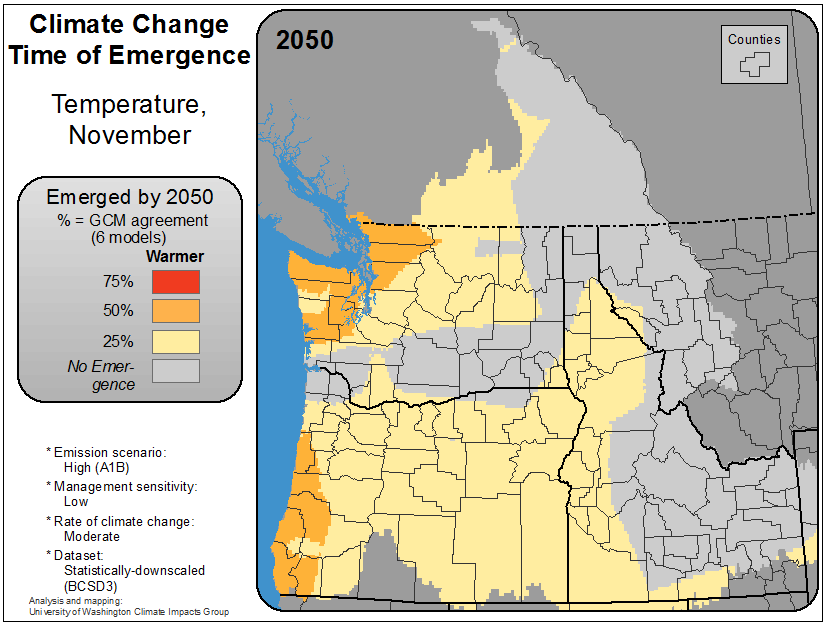 Climate Change
Time of Emergence
Temperature,
November
Emerged by 2050
% = GCM agreement
(6 models)
Warmer
75%
50%
25%
No Emer-
gence
* Emission scenario:
High (A1B)
* Management sensitivity:
Low
* Rate of climate change:
Moderate
* Dataset:
Statistically-downscaled
(BCSD3)
Analysis and mapping:
University of Washington Climate Impacts Group
2050
Counties